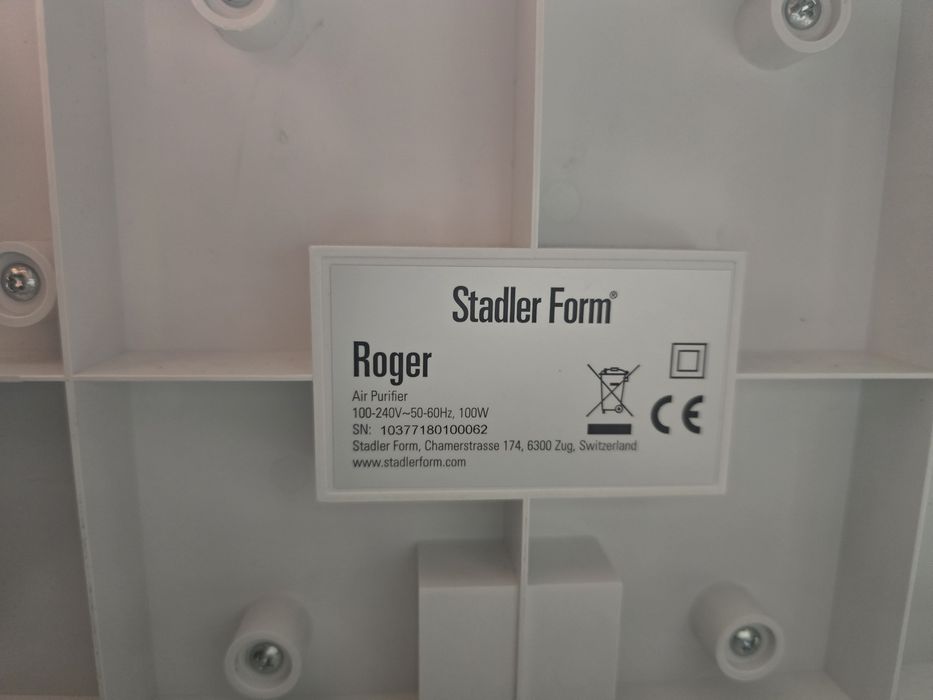 Stadler Form®
Roger
Air Purifier
100-240V~50-60Hz, 100W
SN: 10377180100062
Stadler Form, Chamerstrasse 174, 6300 Zug, Switzerland
www.stadlerform.com
CE